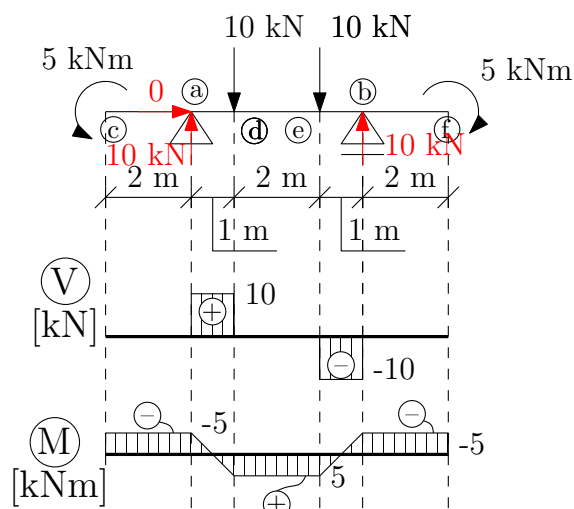 10 kN 10 kN
5 kNm 5 kNm
a b
0
c d e f
10 kN 10 kN
2 m 2 m 2 m
1 m 1 m
V
[kN]
+ 10
− -10
M
[kNm]
− -5 − -5
5
+